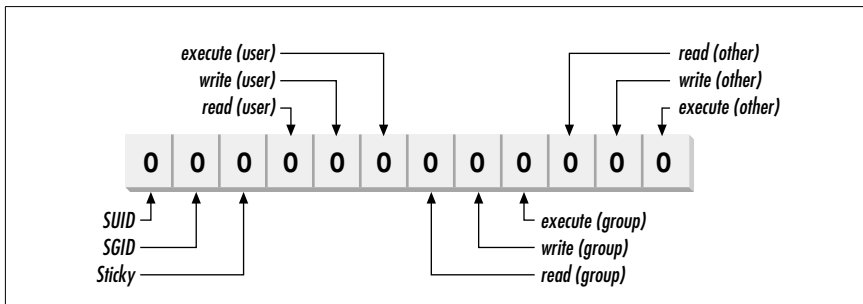 execute (user)
write (user)
read (user)
read (other)
write (other)
execute (other)
0 0 0 0 0 0 0 0 0 0 0 0
SUID
SGID
Sticky
execute (group)
write (group)
read (group)